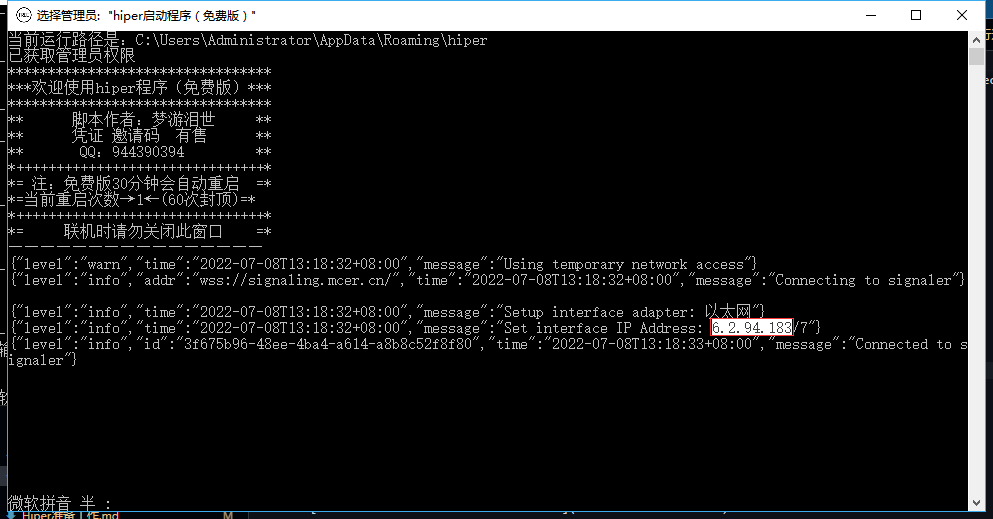 选择管理员: "hiper启动程序（免费版）"
当前运行路径是: C:\Users\Administrator\AppData\Roaming\hiper
已获取管理员权限
*********************************
***欢迎使用hiper程序（免费版）***
*********************************
** 脚本作者: 梦游泪世 **
** 凭证 邀请码 有售 **
** QQ: 944390394 **
*+++++++++++++++++++++++++++++++*
*= 注: 免费版30分钟会自动重启 =*
*=当前重启次数→1←(60次封顶)=*
*+++++++++++++++++++++++++++++++*
*= 联机时请勿关闭此窗口 =*
————————————————
{"level":"warn","time":"2022-07-08T13:18:32+08:00","message":"Using temporary network access"}
{"level":"info","addr":"wss://signaling.mcer.cn/","time":"2022-07-08T13:18:32+08:00","message":"Connecting to signaler"}
{"level":"info","time":"2022-07-08T13:18:32+08:00","message":"Setup interface adapter: 以太网"}
{"level":"info","time":"2022-07-08T13:18:32+08:00","message":"Set interface IP Address: 6.2.94.183/7"}
{"level":"info","id":"3f675b96-48ee-4ba4-a614-a8b8c52f8f80","time":"2022-07-08T13:18:33+08:00","message":"Connected to s
ignaler"}
微软拼音 半 :